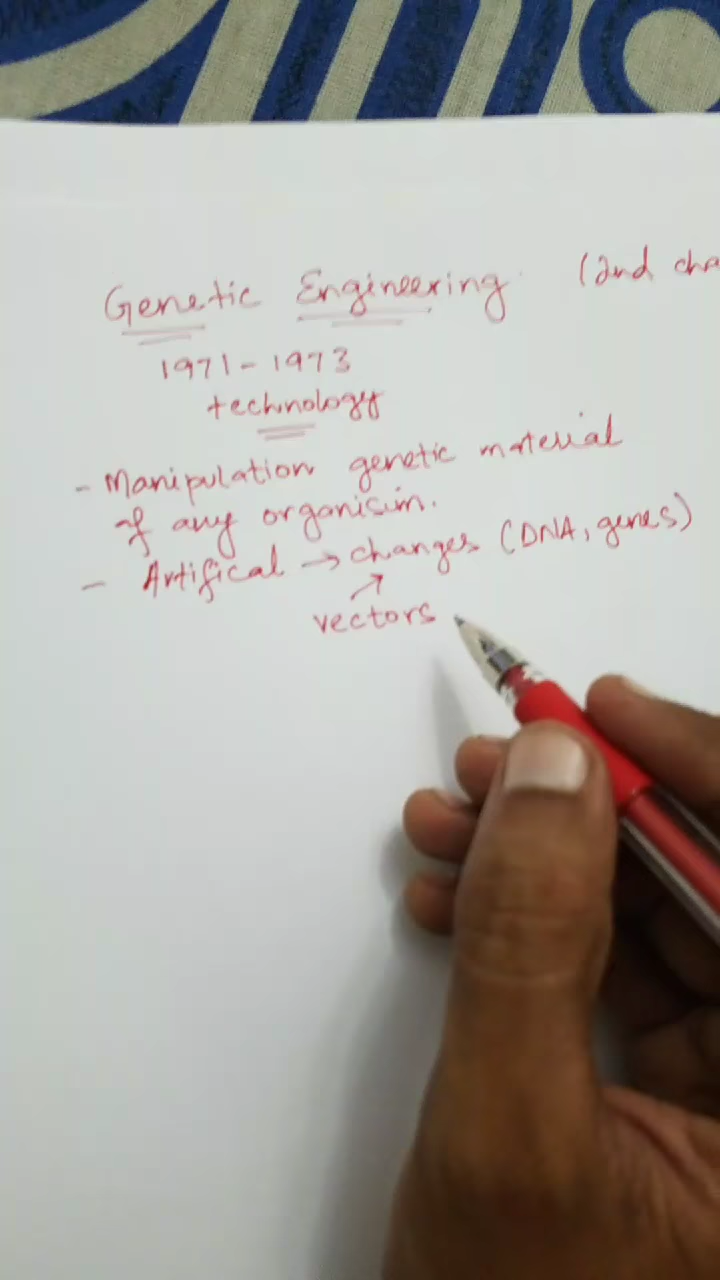 Genetic Engineering. (2nd cha
1971-1973
technology
- Manipulation genetic material
of any organisim.
- Artifical → changes (DNA, genes)
vectors